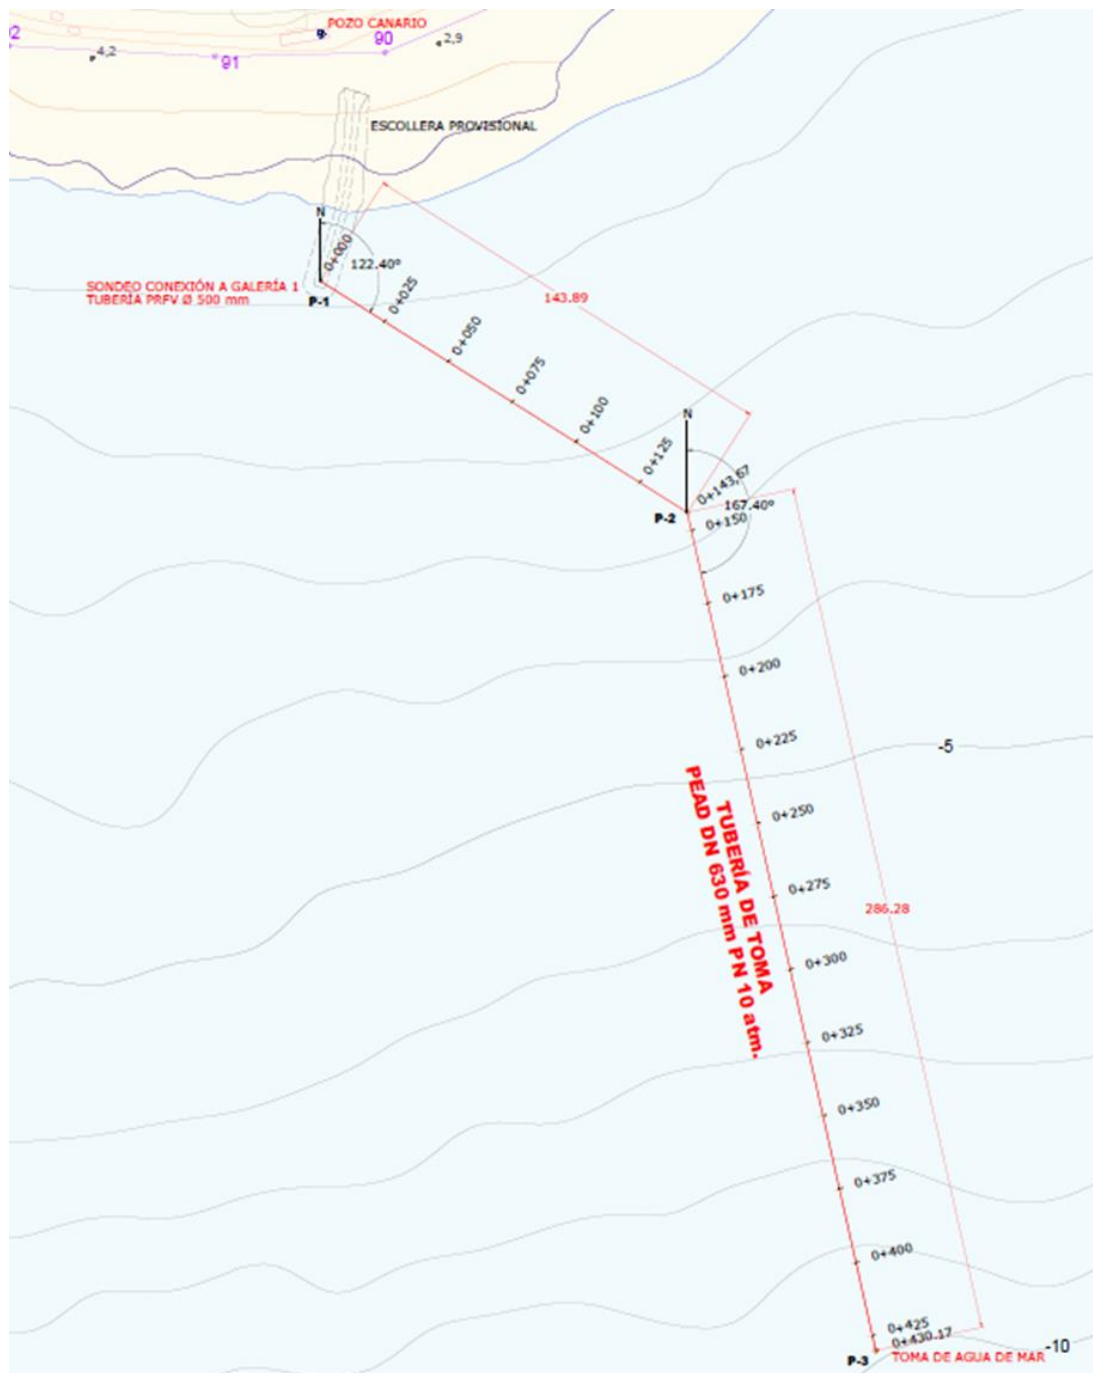 POZO CANARIO
92
4,2
91
9
90
2,9
ESCOLLERA PROVISIONAL
N
0+000
122.40º
SONDEO CONEXIÓN A GALERÍA 1
TUBERÍA PRFV Ø 500 mm
P-1
0+025
143.89
0+050
0+075
0+100
N
0+125
0+143,67
167.40º
P-2
0+150
0+175
0+200
0+225
-5
0+250
TUBERÍA DE TOMA
PEAD DN 630 mm PN 10 atm.
0+275
286.28
0+300
0+325
0+350
0+375
0+400
0+425
0+430.17
-10
P-3
TOMA DE AGUA DE MAR